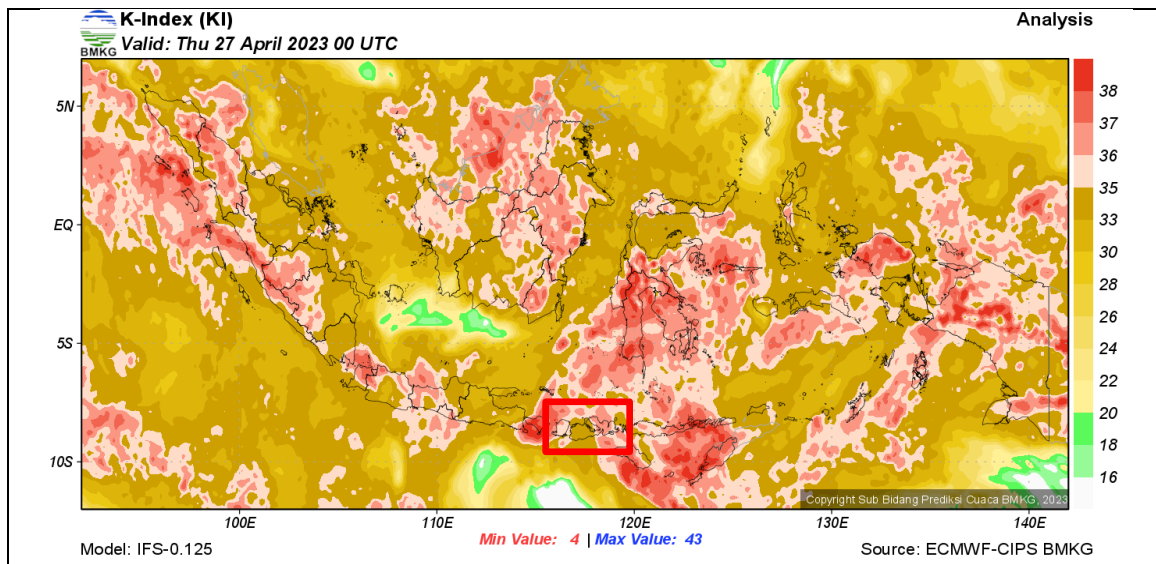 K-Index (KI)
Analysis
BMKG
Valid: Thu 27 April 2023 00 UTC
5N
EQ
5S
10S
38
37
36
35
33
30
28
26
24
22
20
18
16
Copyright Sub Bidang Prediksi Cuaca BMKG, 2023
100E 110E 120E 130E 140E
Min Value: 4 | Max Value: 43
Model: IFS-0.125
Source: ECMWF-CIPS BMKG